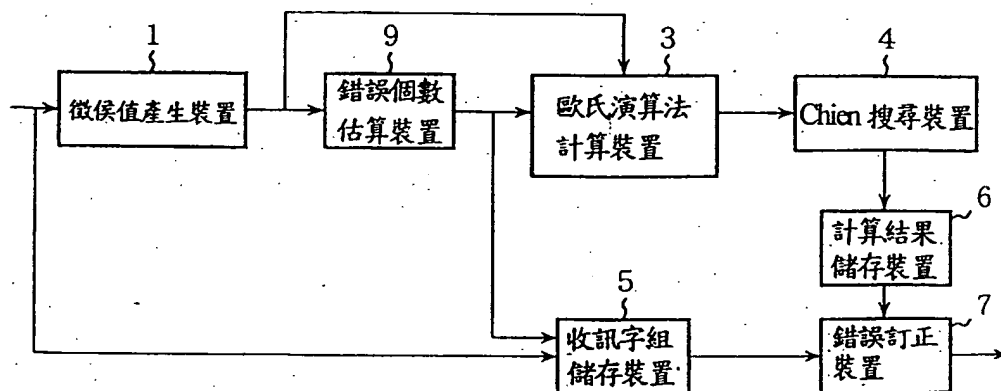 1
徵侯值產生裝置
9
錯誤個數
估算裝置
3
歐氏演算法
計算裝置
4
Chien 搜尋裝置
6
計算結果
儲存裝置
5
收訊字組
儲存裝置
7
錯誤訂正
裝置